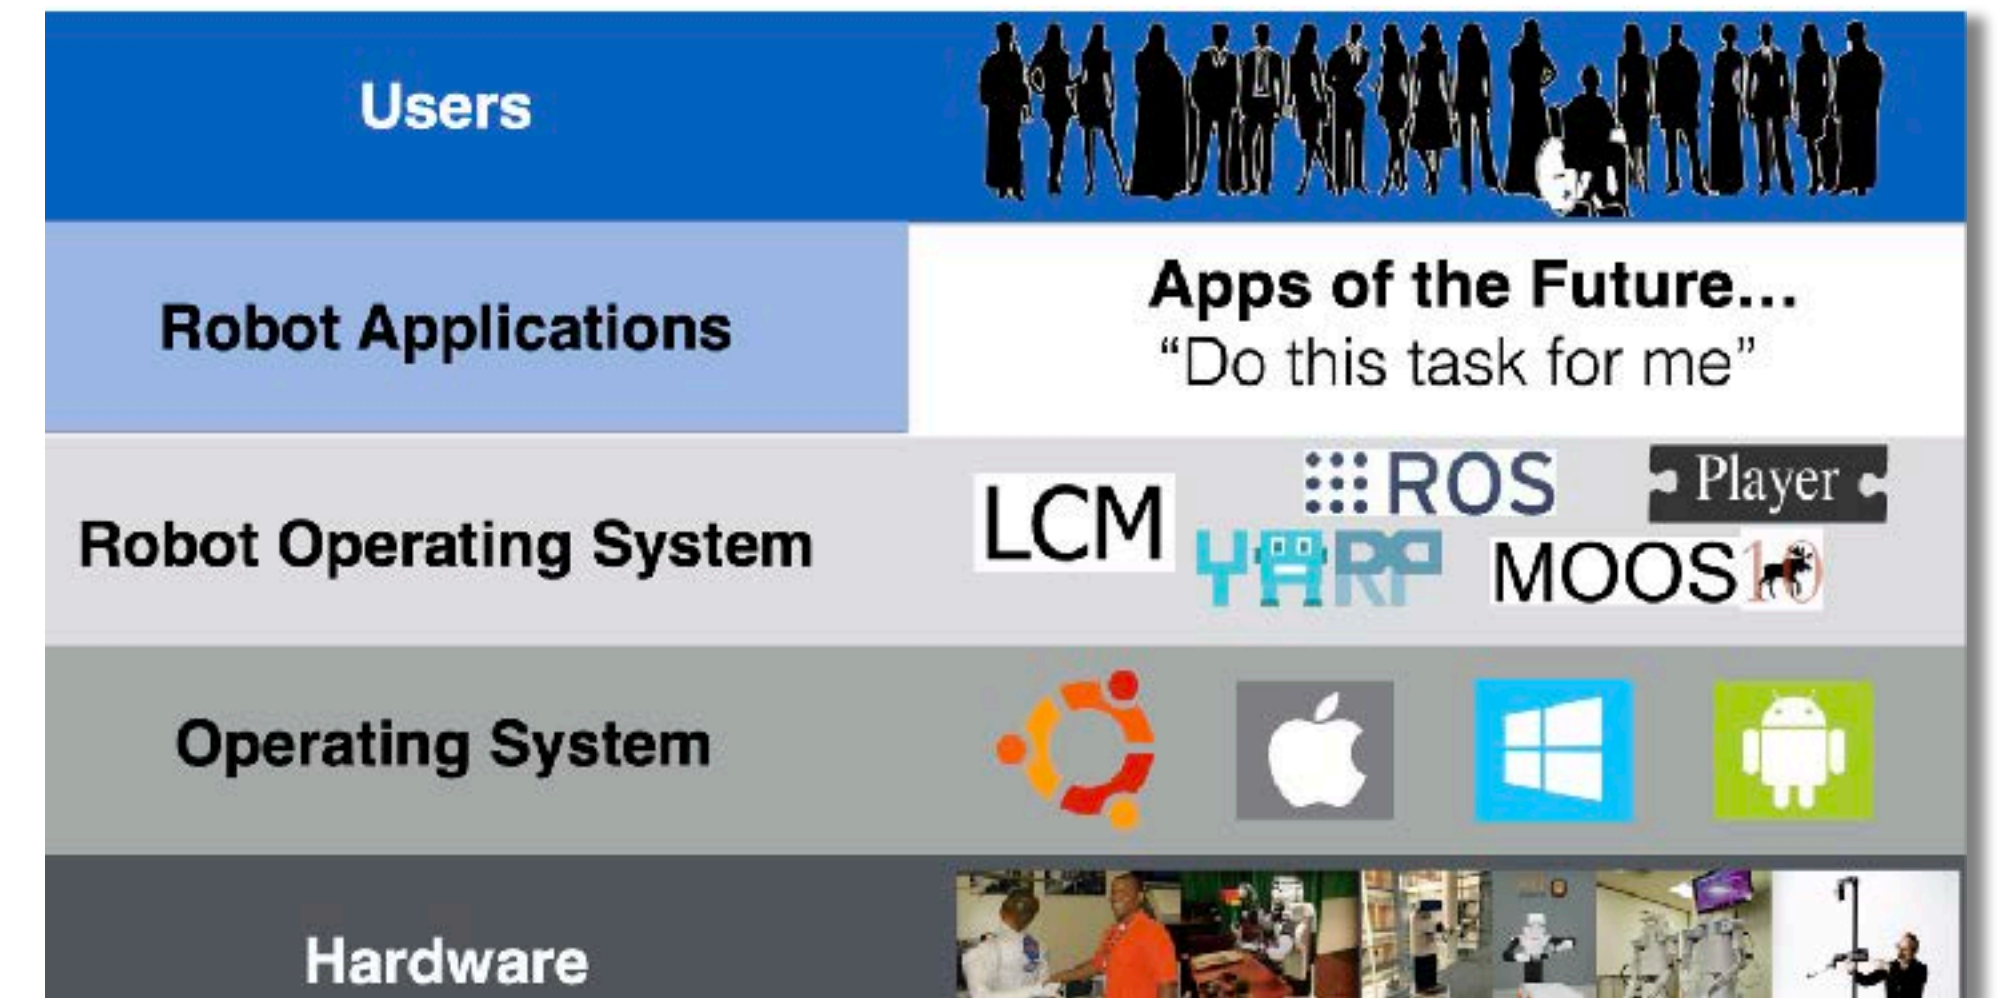 Users
Robot Applications
Apps of the Future...
“Do this task for me”
Robot Operating System
LCM
ROS
Player
YARP
MOOS10
Operating System
Hardware